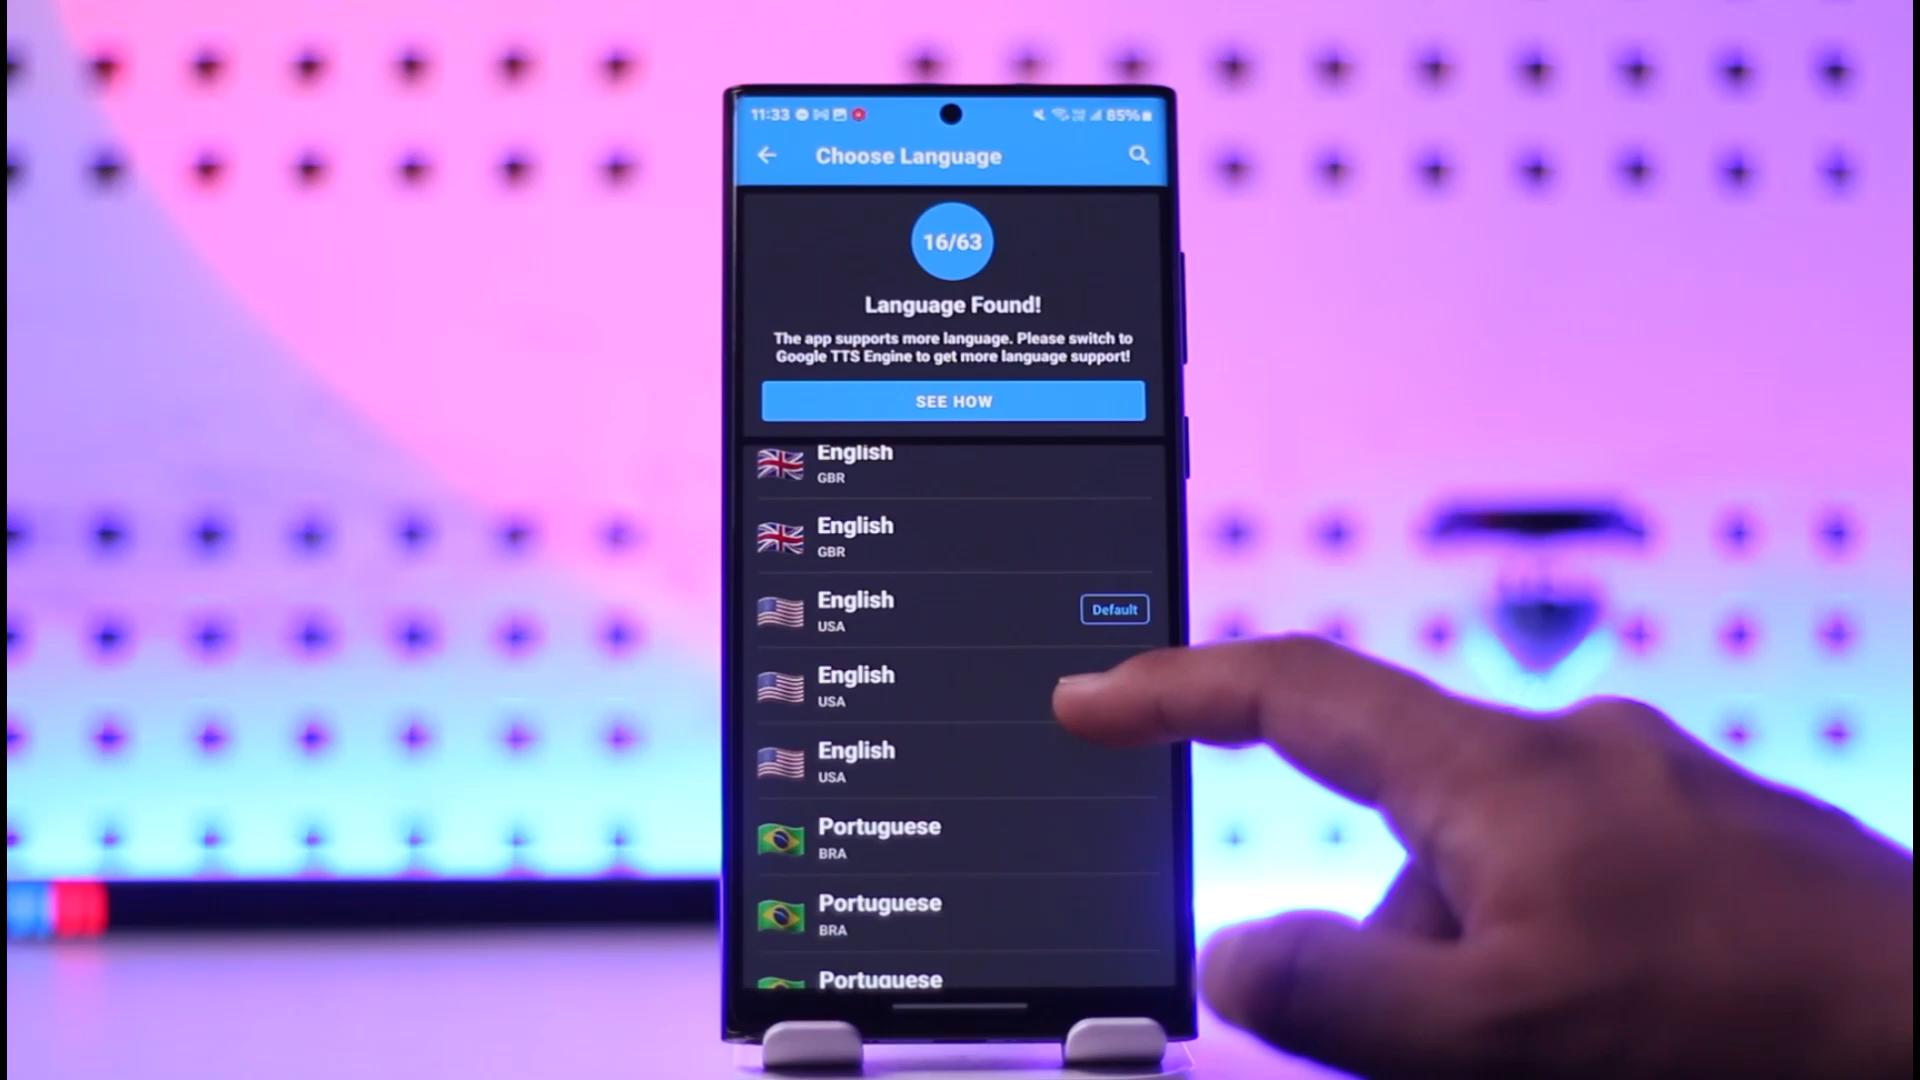 11:33 85%
Choose Language
16/63
Language Found!
The app supports more language. Please switch to
Google TTS Engine to get more language support!
SEE HOW
English
GBR
English
GBR
English
USA
Default
English
USA
English
USA
Portuguese
BRA
Portuguese
BRA
Portuguese